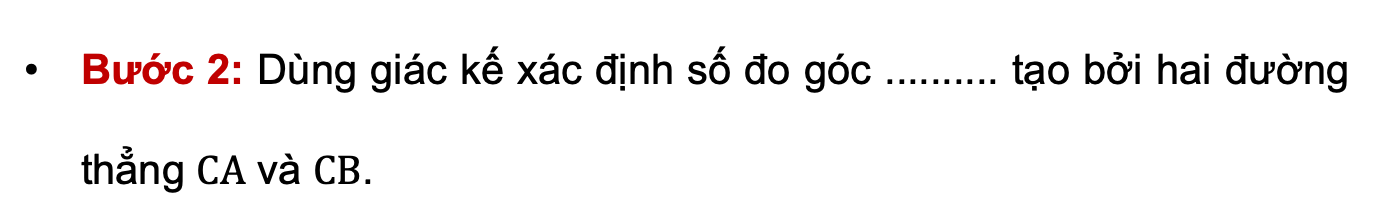 • Bước 2: Dùng giác kế xác định số đo góc .......... tạo bởi hai đường
thẳng CA và CB.